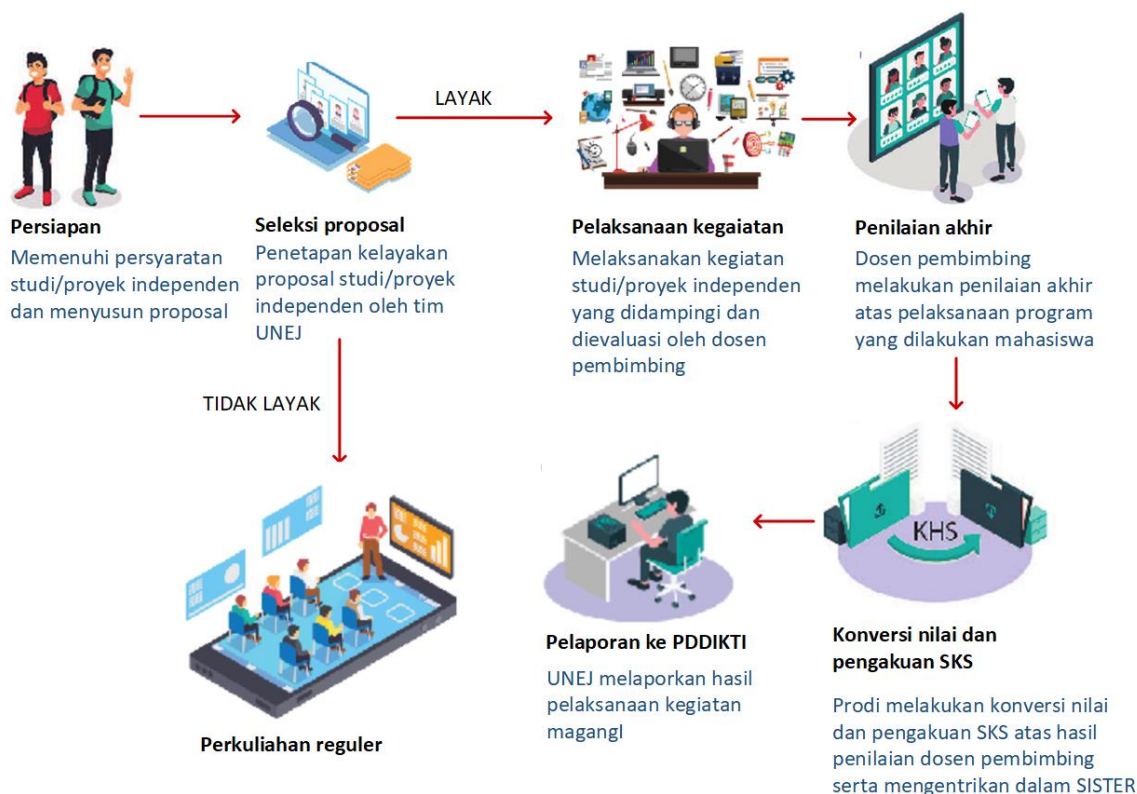 LAYAK
Persiapan
Memenuhi persyaratan
studi/proyek independen
dan menyusun proposal
Seleksi proposal
Penetapan kelayakan
proposal studi/proyek
independen oleh tim
UNEJ
Pelaksanaan kegaiatan
Melaksanakan kegiatan
studi/proyek independen
yang didampingi dan
dievaluasi oleh dosen
pembimbing
Penilaian akhir
Dosen pembimbing
melakukan penilaian akhir
atas pelaksanaan program
yang dilakukan mahasiswa
TIDAK LAYAK
Perkuliahan reguler
KHS
Konversi nilai dan
pengakuan SKS
Prodi melakukan konversi nilai
dan pengakuan SKS atas hasil
penilaian dosen pembimbing
serta mengentrikan dalam SISTER
Pelaporan ke PDDIKTI
UNEJ melaporkan hasil
pelaksanaan kegiatan
magangl